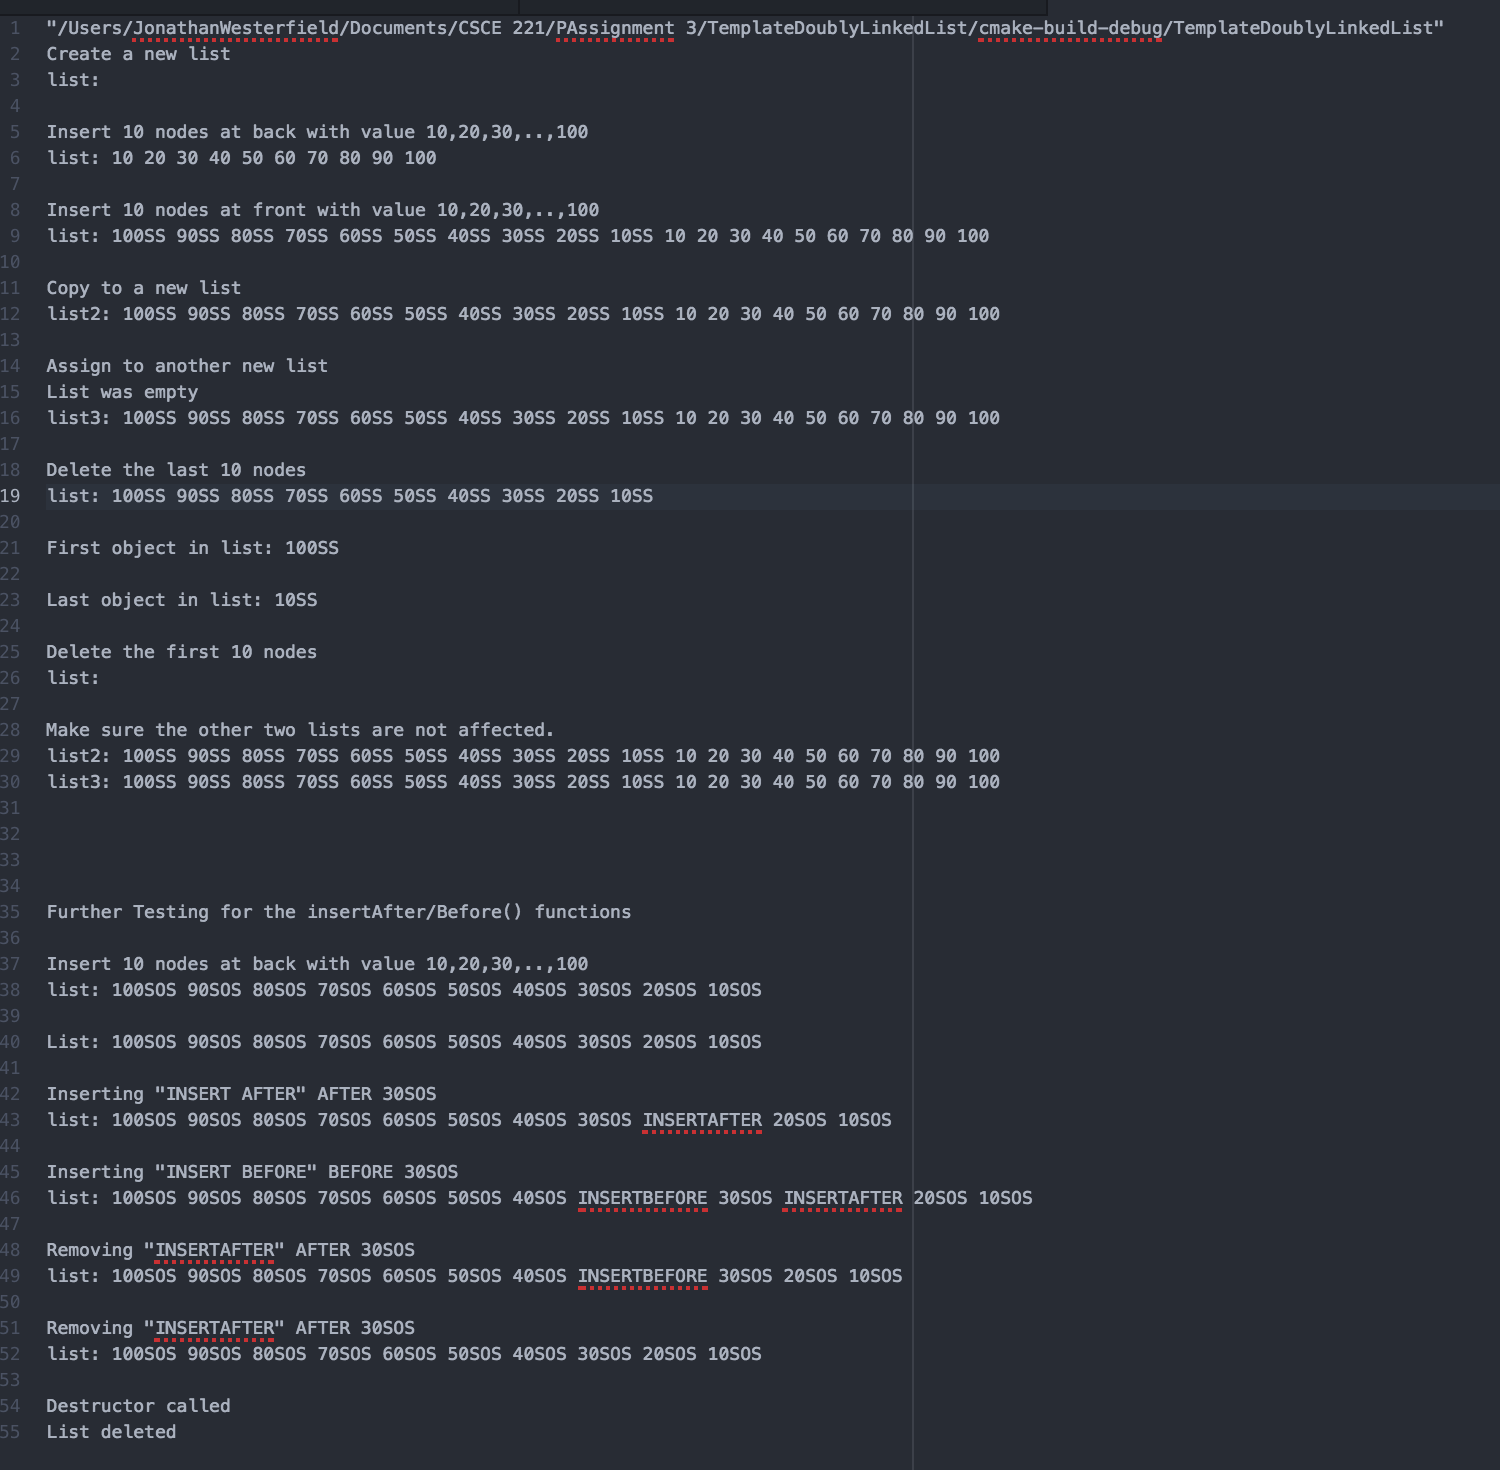 1 "/Users/JonathanWesterfield/Documents/CSCE 221/PAssignment 3/TemplateDoublyLinkedList/cmake-build-debug/TemplateDoublyLinkedList"
2 Create a new list
3 list:
4
5 Insert 10 nodes at back with value 10,20,30,..,100
6 list: 10 20 30 40 50 60 70 80 90 100
7
8 Insert 10 nodes at front with value 10,20,30,..,100
9 list: 100SS 90SS 80SS 70SS 60SS 50SS 40SS 30SS 20SS 10SS 10 20 30 40 50 60 70 80 90 100
10
11 Copy to a new list
12 list2: 100SS 90SS 80SS 70SS 60SS 50SS 40SS 30SS 20SS 10SS 10 20 30 40 50 60 70 80 90 100
13
14 Assign to another new list
15 List was empty
16 list3: 100SS 90SS 80SS 70SS 60SS 50SS 40SS 30SS 20SS 10SS 10 20 30 40 50 60 70 80 90 100
17
18 Delete the last 10 nodes
19 list: 100SS 90SS 80SS 70SS 60SS 50SS 40SS 30SS 20SS 10SS
20
21 First object in list: 100SS
22
23 Last object in list: 10SS
24
25 Delete the first 10 nodes
26 list:
27
28 Make sure the other two lists are not affected.
29 list2: 100SS 90SS 80SS 70SS 60SS 50SS 40SS 30SS 20SS 10SS 10 20 30 40 50 60 70 80 90 100
30 list3: 100SS 90SS 80SS 70SS 60SS 50SS 40SS 30SS 20SS 10SS 10 20 30 40 50 60 70 80 90 100
31
32
33
34
35 Further Testing for the insertAfter/Before() functions
36
37 Insert 10 nodes at back with value 10,20,30,..,100
38 list: 100SOS 90SOS 80SOS 70SOS 60SOS 50SOS 40SOS 30SOS 20SOS 10SOS
39
40 List: 100SOS 90SOS 80SOS 70SOS 60SOS 50SOS 40SOS 30SOS 20SOS 10SOS
41
42 Inserting "INSERT AFTER" AFTER 30SOS
43 list: 100SOS 90SOS 80SOS 70SOS 60SOS 50SOS 40SOS 30SOS INSERTAFTER 20SOS 10SOS
44
45 Inserting "INSERT BEFORE" BEFORE 30SOS
46 list: 100SOS 90SOS 80SOS 70SOS 60SOS 50SOS 40SOS INSERTBEFORE 30SOS INSERTAFTER 20SOS 10SOS
47
48 Removing "INSERTAFTER" AFTER 30SOS
49 list: 100SOS 90SOS 80SOS 70SOS 60SOS 50SOS 40SOS INSERTBEFORE 30SOS 20SOS 10SOS
50
51 Removing "INSERTAFTER" AFTER 30SOS
52 list: 100SOS 90SOS 80SOS 70SOS 60SOS 50SOS 40SOS 30SOS 20SOS 10SOS
53
54 Destructor called
55 List deleted